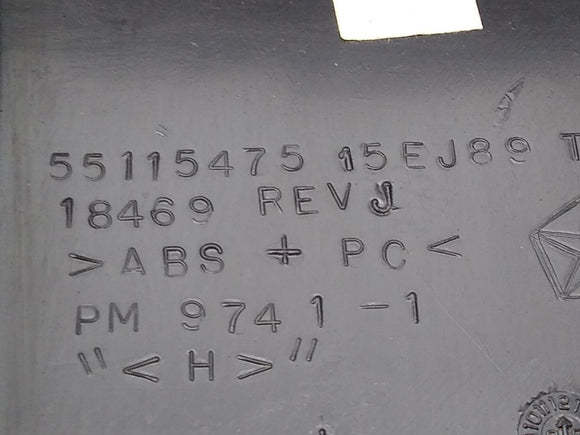 55115475 15EJ89 T
18469 REV J
>ABS + PC<
PM 9741 -1
"<H>"